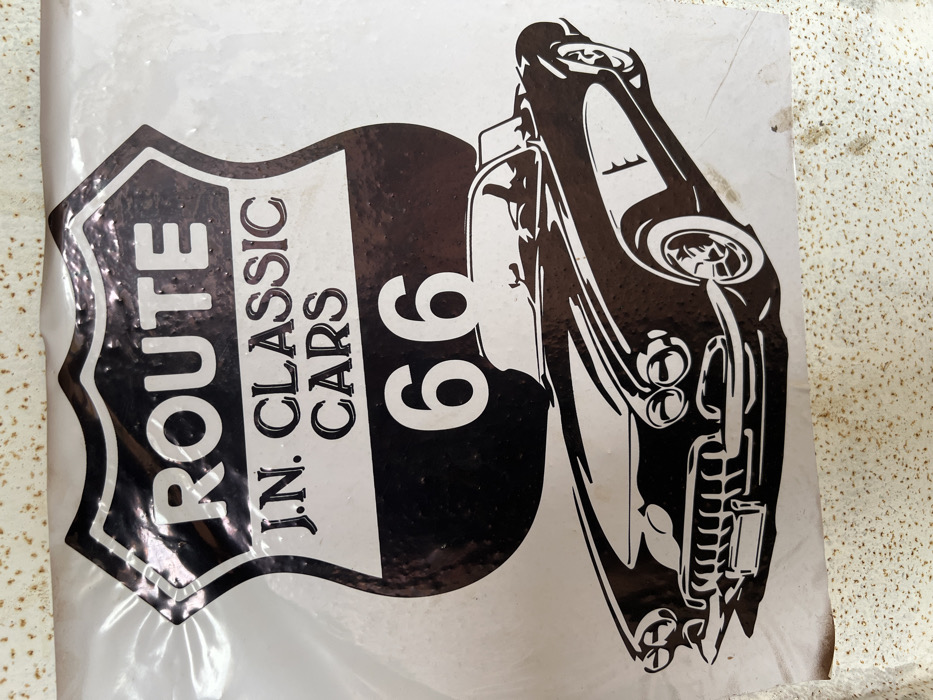 ROUTE
J.N. CLASSIC
CARS
66